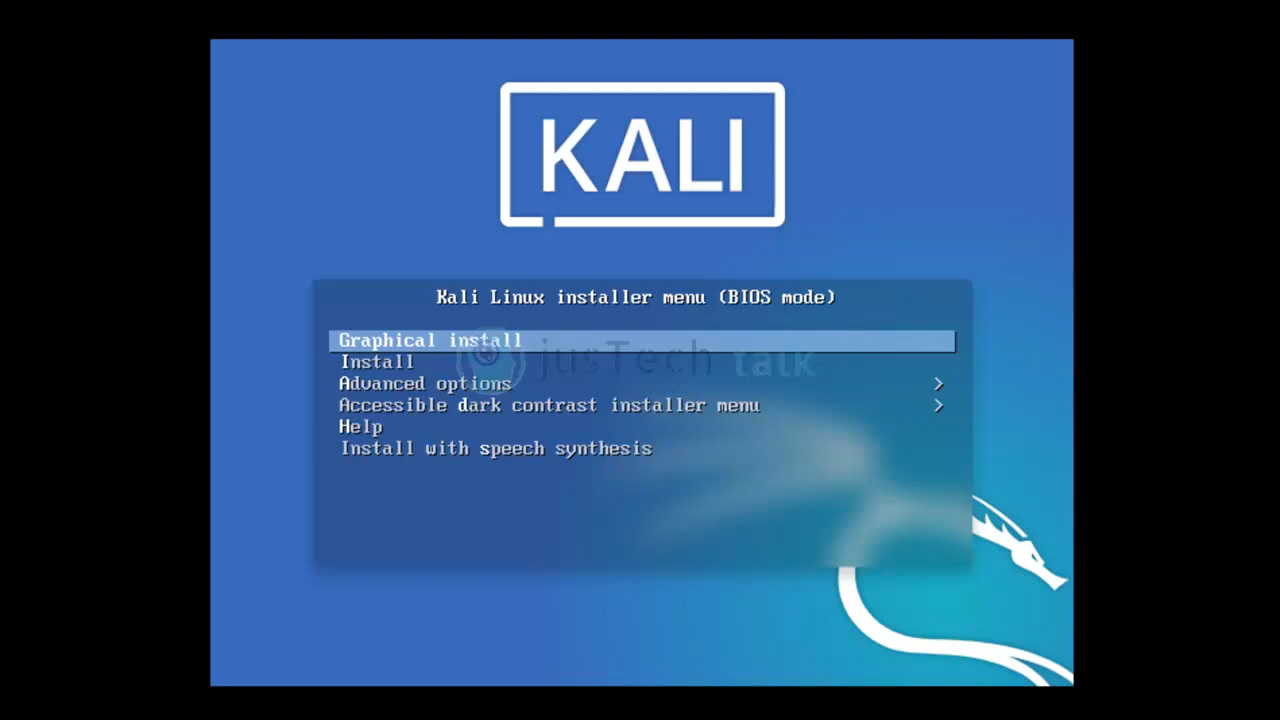 KALI
Kali Linux installer menu (BIOS mode)
Graphical install
Install
jusTech talk
Advanced options >
Accessible dark contrast installer menu >
Help
Install with speech synthesis